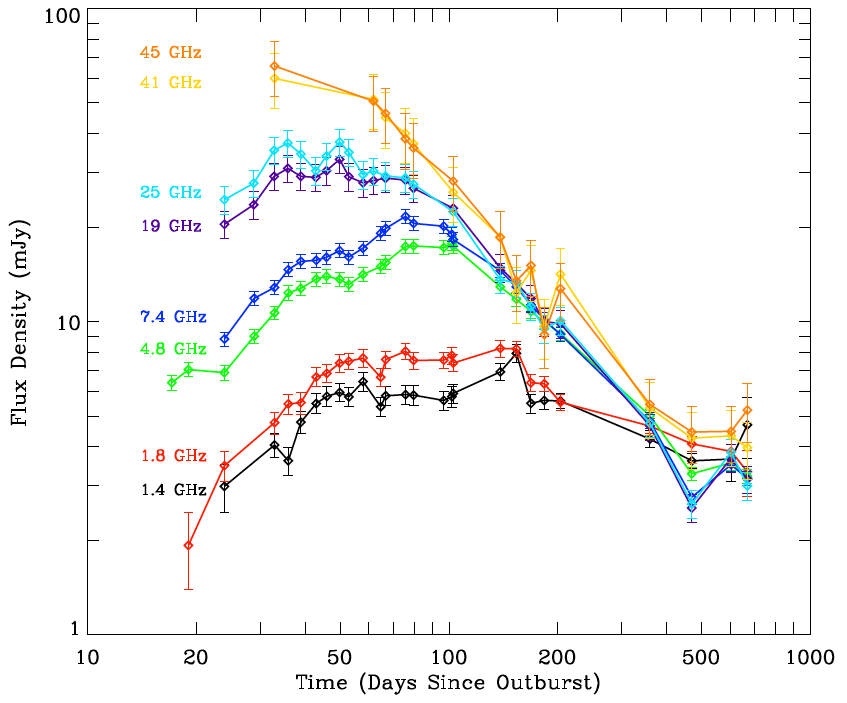 100
45 GHz
41 GHz
25 GHz
19 GHz
10
7.4 GHz
4.8 GHz
1.8 GHz
1.4 GHz
1
10
20
50
100
200
500
1000
Time (Days Since Outburst)
Flux Density (mJy)